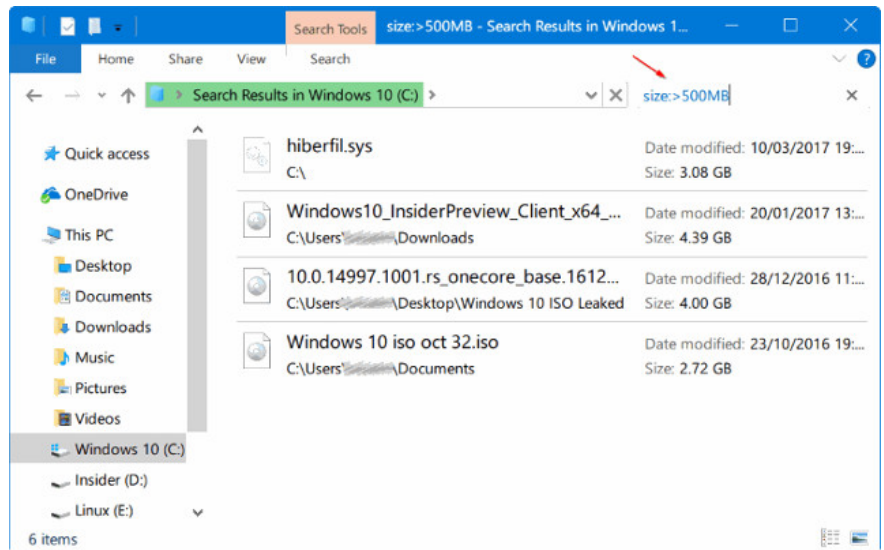 Search Tools size:>500MB - Search Results in Windows 1...
File Home Share View Search
Search Results in Windows 10 (C:) size:>500MB
Quick access
OneDrive
This PC
Desktop
Documents
Downloads
Music
Pictures
Videos
Windows 10 (C:)
Insider (D:)
Linux (E:)
hiberfil.sys Date modified: 10/03/2017 19:...
C:\ Size: 3.08 GB
Windows10_InsiderPreview_Client_x64_... Date modified: 20/01/2017 13:...
C:\Users\ \Downloads Size: 4.39 GB
10.0.14997.1001.rs_onecore_base.1612... Date modified: 28/12/2016 11:...
C:\Users\ \Desktop\Windows 10 ISO Leaked Size: 4.00 GB
Windows 10 iso oct 32.iso Date modified: 23/10/2016 19:...
C:\Users\ \Documents Size: 2.72 GB
6 items